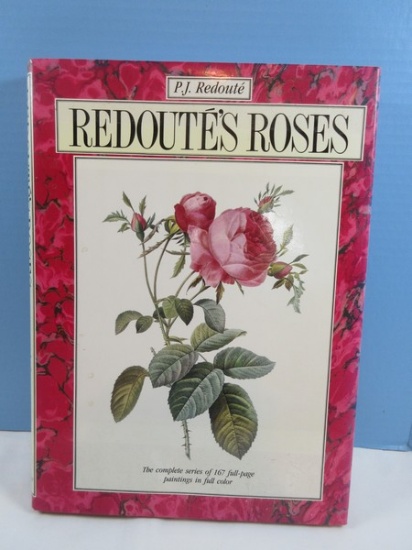 P.J. Redouté
REDOUTÉ'S ROSES
The complete series of 167 full-page
paintings in full color